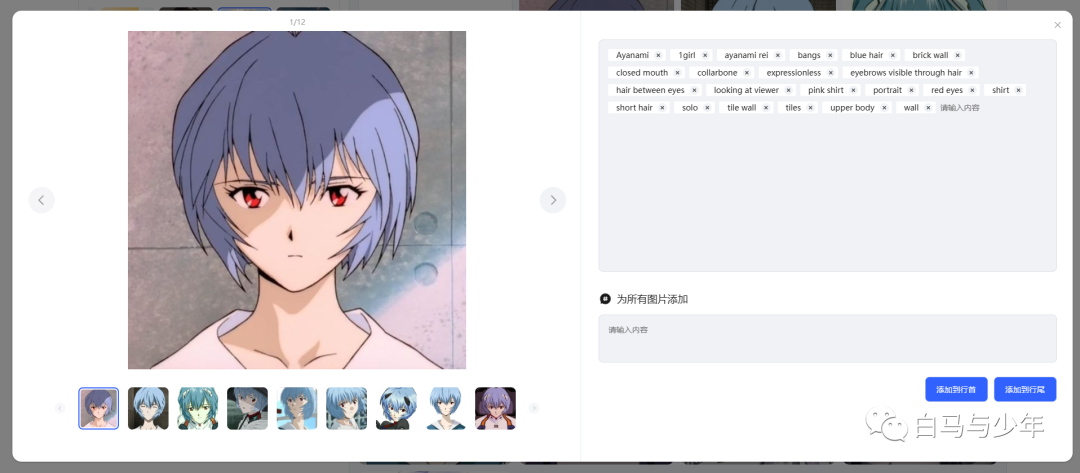 1/12
Ayanami × 1girl × ayanami rei × bangs × blue hair × brick wall ×
closed mouth × collarbone × expressionless × eyebrows visible through hair ×
hair between eyes × looking at viewer × pink shirt × portrait × red eyes × shirt ×
short hair × solo × tile wall × tiles × upper body × wall × 请输入内容
# 为所有图片添加
请输入内容
添加到行首 添加到行尾
白马与少年